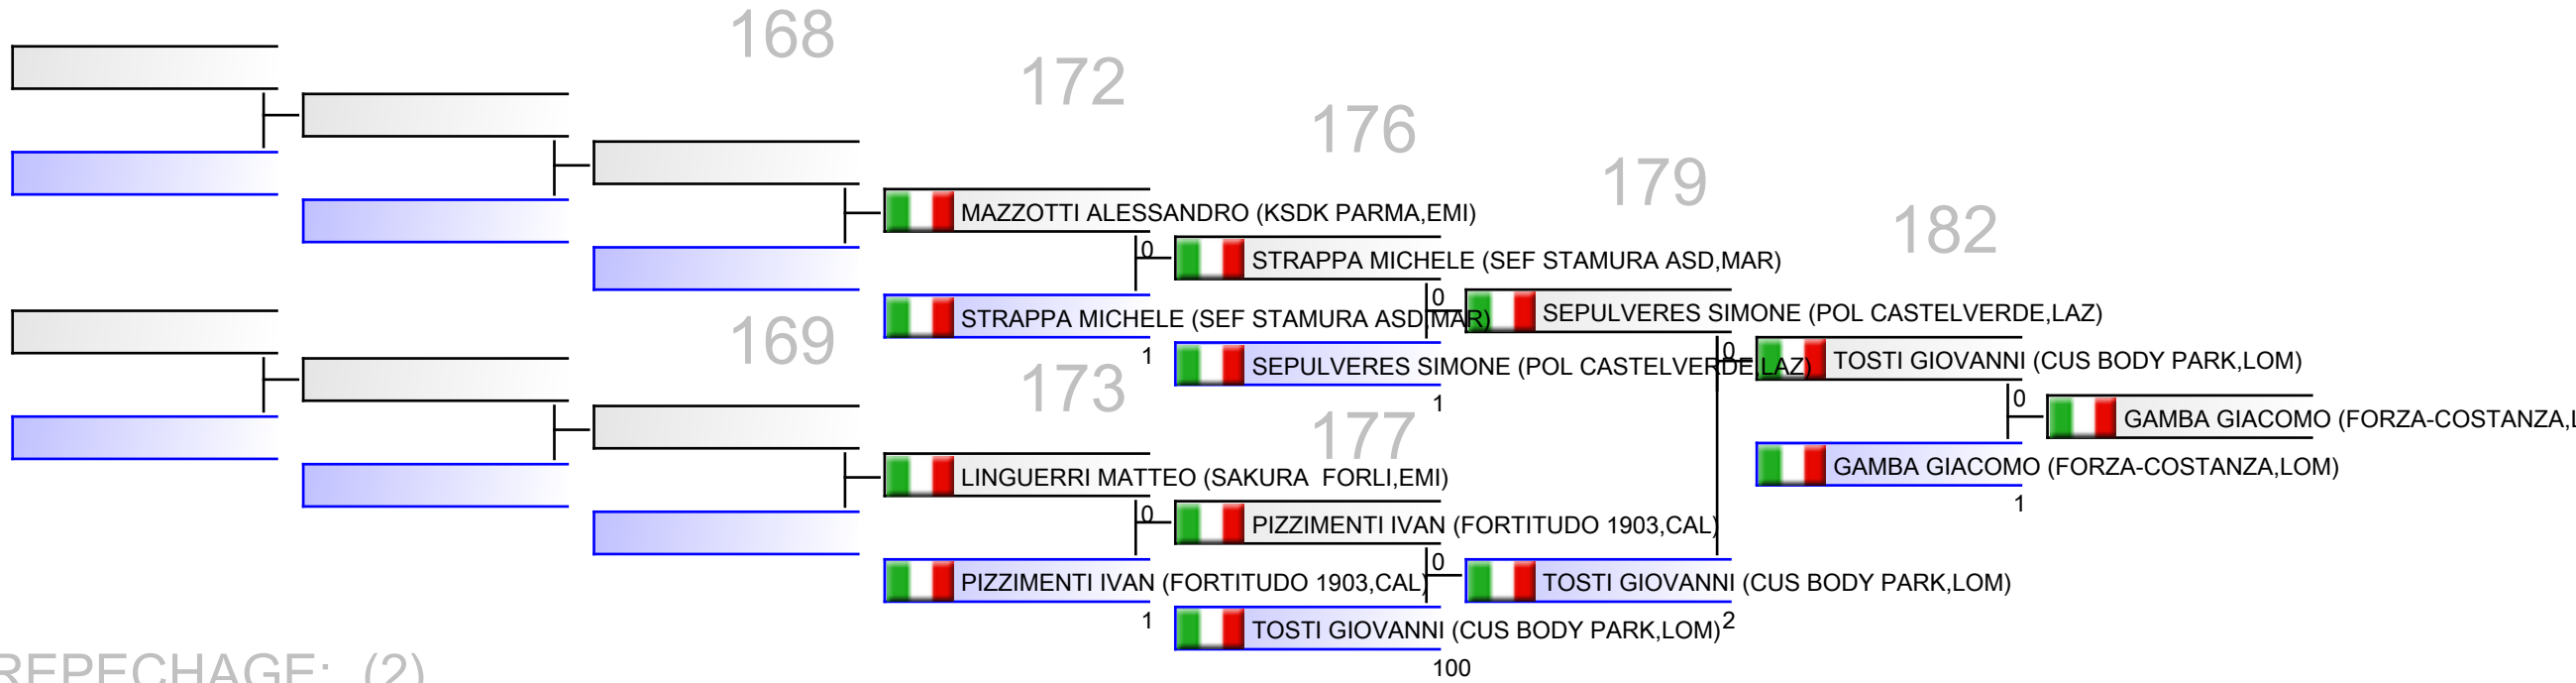 168
172
176
179
182
MAZZOTTI ALESSANDRO (KSDK PARMA,EMI)
0
STRAPPA MICHELE (SEF STAMURA ASD,MAR)
0
STRAPPA MICHELE (SEF STAMURA ASD,MAR)
1
SEPULVERES SIMONE (POL CASTELVERDE,LAZ)
0
SEPULVERES SIMONE (POL CASTELVERDE,LAZ)
1
TOSTI GIOVANNI (CUS BODY PARK,LOM)
0
GAMBA GIACOMO (FORZA-COSTANZA,L
GAMBA GIACOMO (FORZA-COSTANZA,LOM)
1
169
173
177
LINGUERRI MATTEO (SAKURA  FORLI,EMI)
0
PIZZIMENTI IVAN (FORTITUDO 1903,CAL)
0
PIZZIMENTI IVAN (FORTITUDO 1903,CAL)
1
TOSTI GIOVANNI (CUS BODY PARK,LOM)
2
TOSTI GIOVANNI (CUS BODY PARK,LOM)
100
REPECHAGE:  (2)